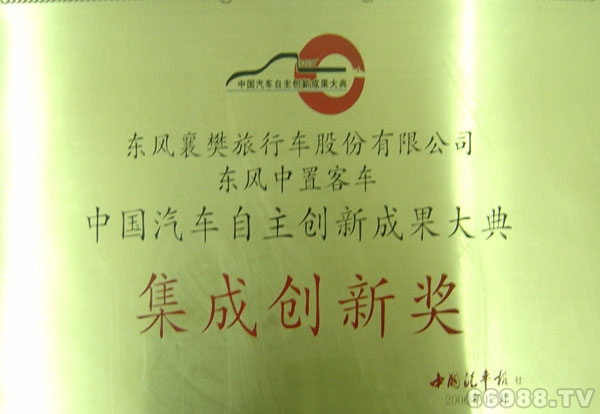 中国汽车自主创新成果大典
东风襄樊旅行车股份有限公司
东风中置客车
中国汽车自主创新成果大典
集成创新奖
中国汽车报社
66988.TV